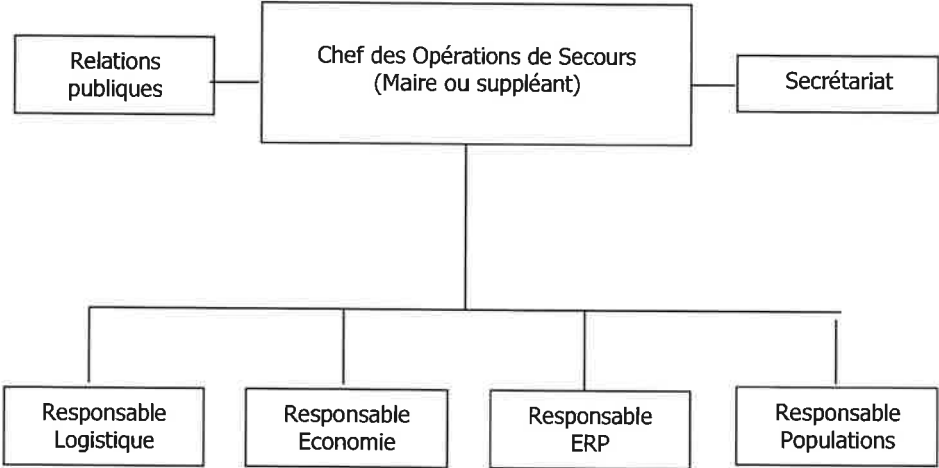 Relations
publiques
Chef des Opérations de Secours
(Maire ou suppléant)
Secrétariat
Responsable
Logistique
Responsable
Economie
Responsable
ERP
Responsable
Populations